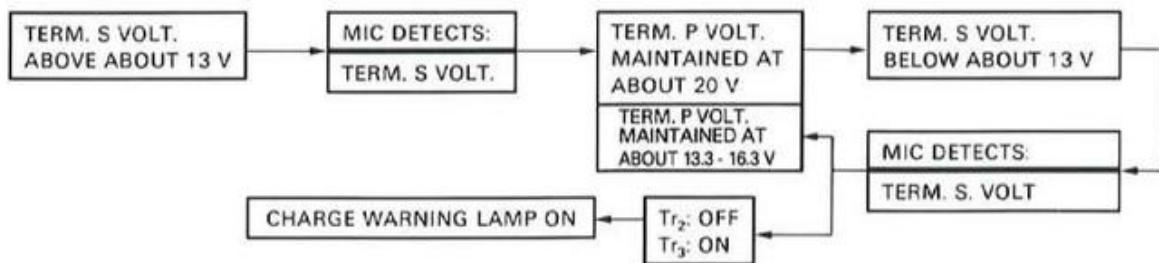 TERM. S VOLT.
ABOVE ABOUT 13 V
MIC DETECTS:
TERM. S VOLT.
TERM. P VOLT.
MAINTAINED AT
ABOUT 20 V
TERM. P VOLT.
MAINTAINED AT
ABOUT 13.3 - 16.3 V
TERM. S VOLT.
BELOW ABOUT 13 V
MIC DETECTS:
TERM. S. VOLT
Tr₂: OFF
Tr₃: ON
CHARGE WARNING LAMP ON